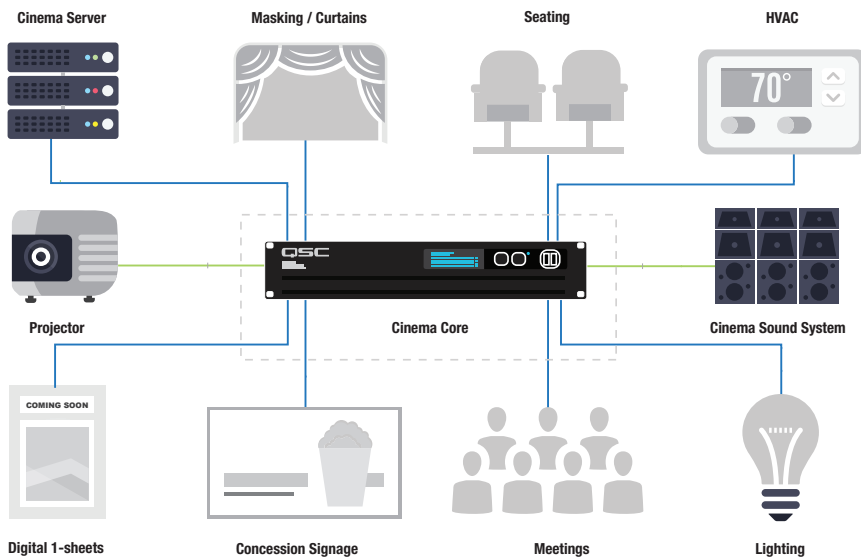 Cinema Server
Masking / Curtains
Seating
HVAC
70°
QSC
Projector
Cinema Core
Cinema Sound System
COMING SOON
Digital 1-sheets
Concession Signage
Meetings
Lighting